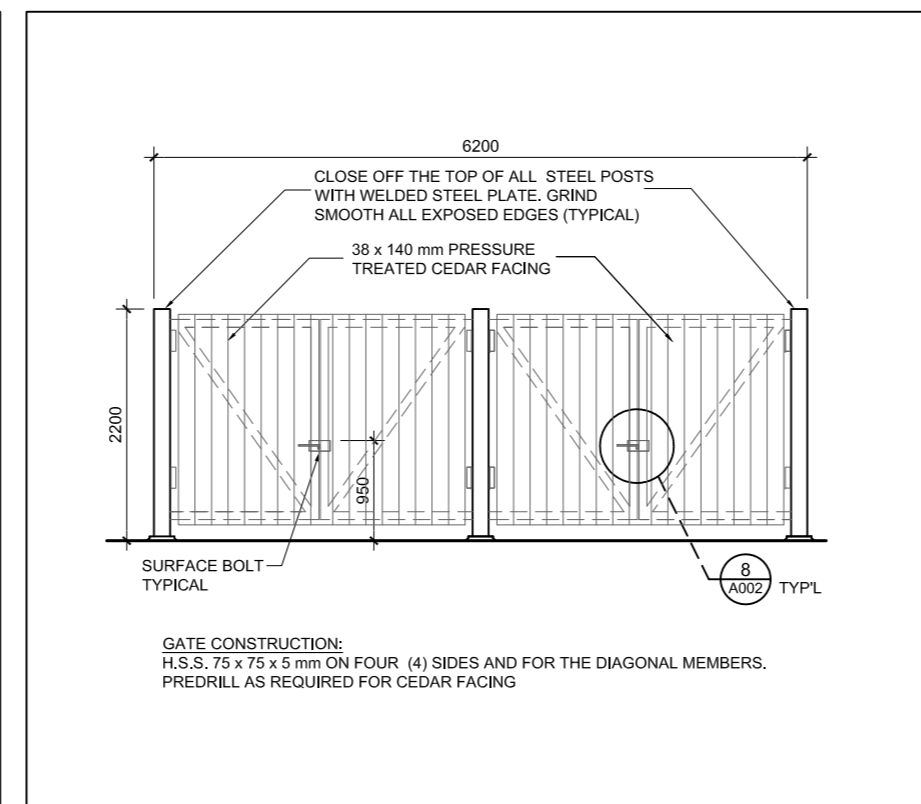 6200
CLOSE OFF THE TOP OF ALL STEEL POSTS
WITH WELDED STEEL PLATE. GRIND
SMOOTH ALL EXPOSED EDGES (TYPICAL)
38 x 140 mm PRESSURE
TREATED CEDAR FACING
2200
950
SURFACE BOLT
TYPICAL
8
A002
TYP'L
GATE CONSTRUCTION:
H.S.S. 75 x 75 x 5 mm ON FOUR (4) SIDES AND FOR THE DIAGONAL MEMBERS.
PREDRILL AS REQUIRED FOR CEDAR FACING